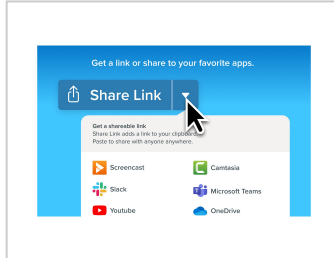 Get a link or share to your favorite apps.
Share Link
Get a shareable link
Share Link adds a link to your clipboard.
Paste to share with anyone anywhere.
Screencast
Camtasia
Slack
Microsoft Teams
Youtube
OneDrive